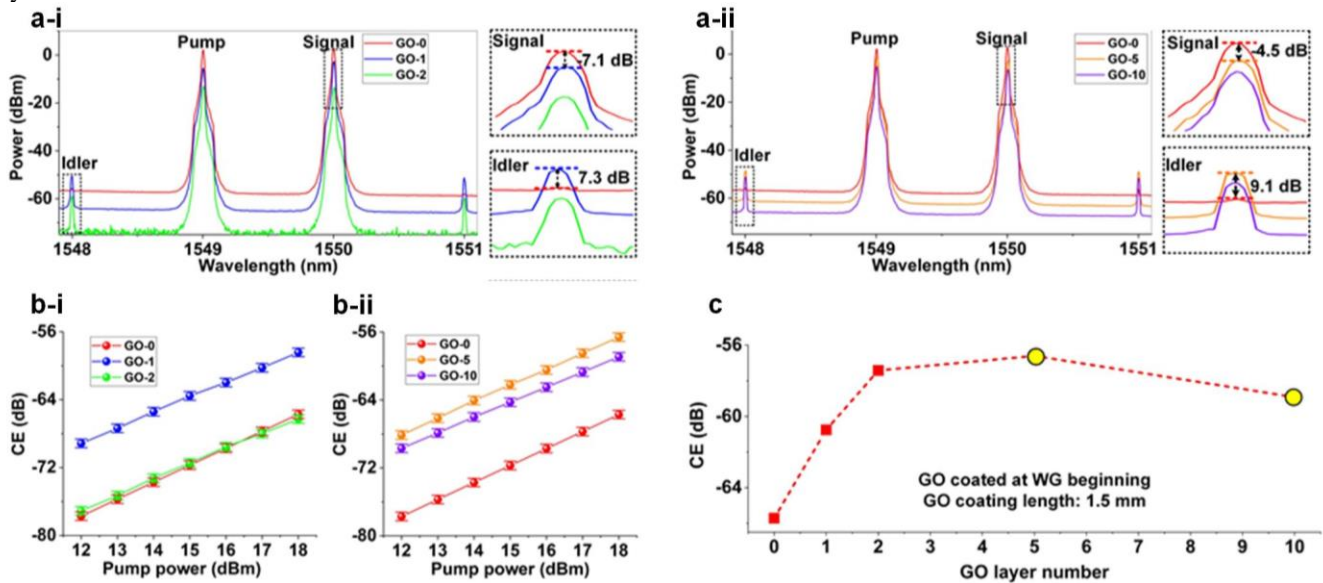 a-i
Pump
Signal
GO-0
GO-1
GO-2
Idler
0
-20
-40
-60
Power (dBm)
1548
1549
1550
1551
Wavelength (nm)
Signal
-7.1 dB
Idler
7.3 dB
a-ii
Pump
Signal
GO-0
GO-5
GO-10
Idler
0
-20
-40
-60
Power (dBm)
1548
1549
1550
1551
Wavelength (nm)
Signal
-4.5 dB
Idler
9.1 dB
b-i
GO-0
GO-1
GO-2
-56
-64
-72
-80
CE (dB)
12 13 14 15 16 17 18
Pump power (dBm)
b-ii
GO-0
GO-5
GO-10
-56
-64
-72
-80
CE (dB)
12 13 14 15 16 17 18
Pump power (dBm)
c
-56
-60
-64
CE (dB)
GO coated at WG beginning
GO coating length: 1.5 mm
0 1 2 3 4 5 6 7 8 9 10
GO layer number